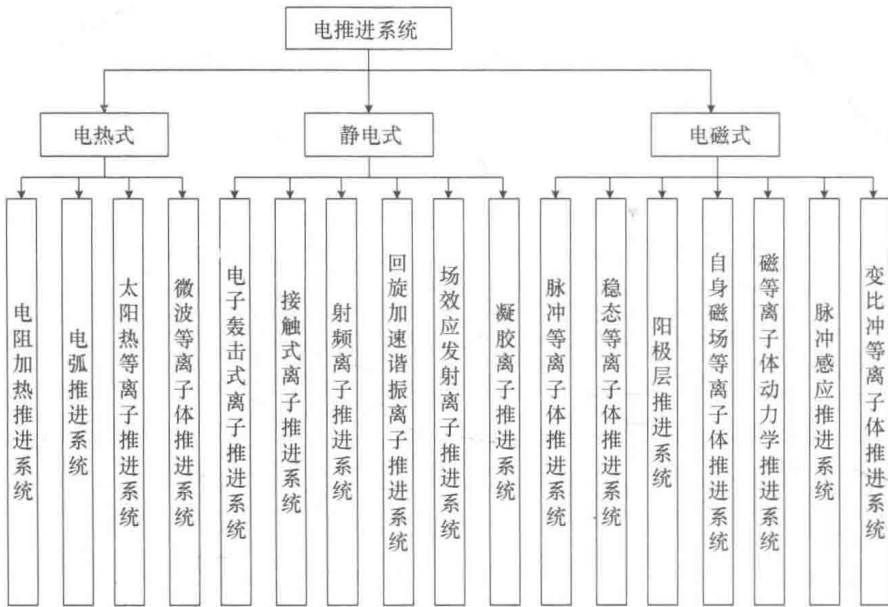 电推进系统
电热式
静电式
电磁式
电阻加热推进系统
电弧推进系统
太阳热等离子推进系统
微波等离子体推进系统
电子轰击式离子推进系统
接触式离子推进系统
射频离子推进系统
回旋加速谐振离子推进系统
场效应发射离子推进系统
凝胶离子推进系统
脉冲等离子体推进系统
稳态等离子体推进系统
阳极层推进系统
自身磁场等离子体推进系统
磁等离子体动力学推进系统
脉冲感应推进系统
变比冲等离子体推进系统